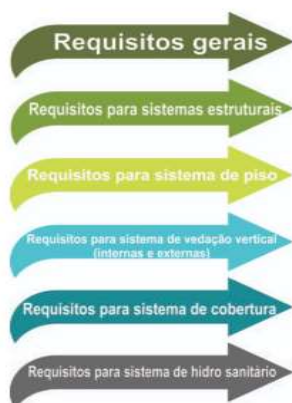 Requisitos gerais
Requisitos para sistemas estruturais
Requisitos para sistema de piso
Requisitos para sistema de vedação vertical
(internas e externas)
Requisitos para sistema de cobertura
Requisitos para sistema de hidro sanitário